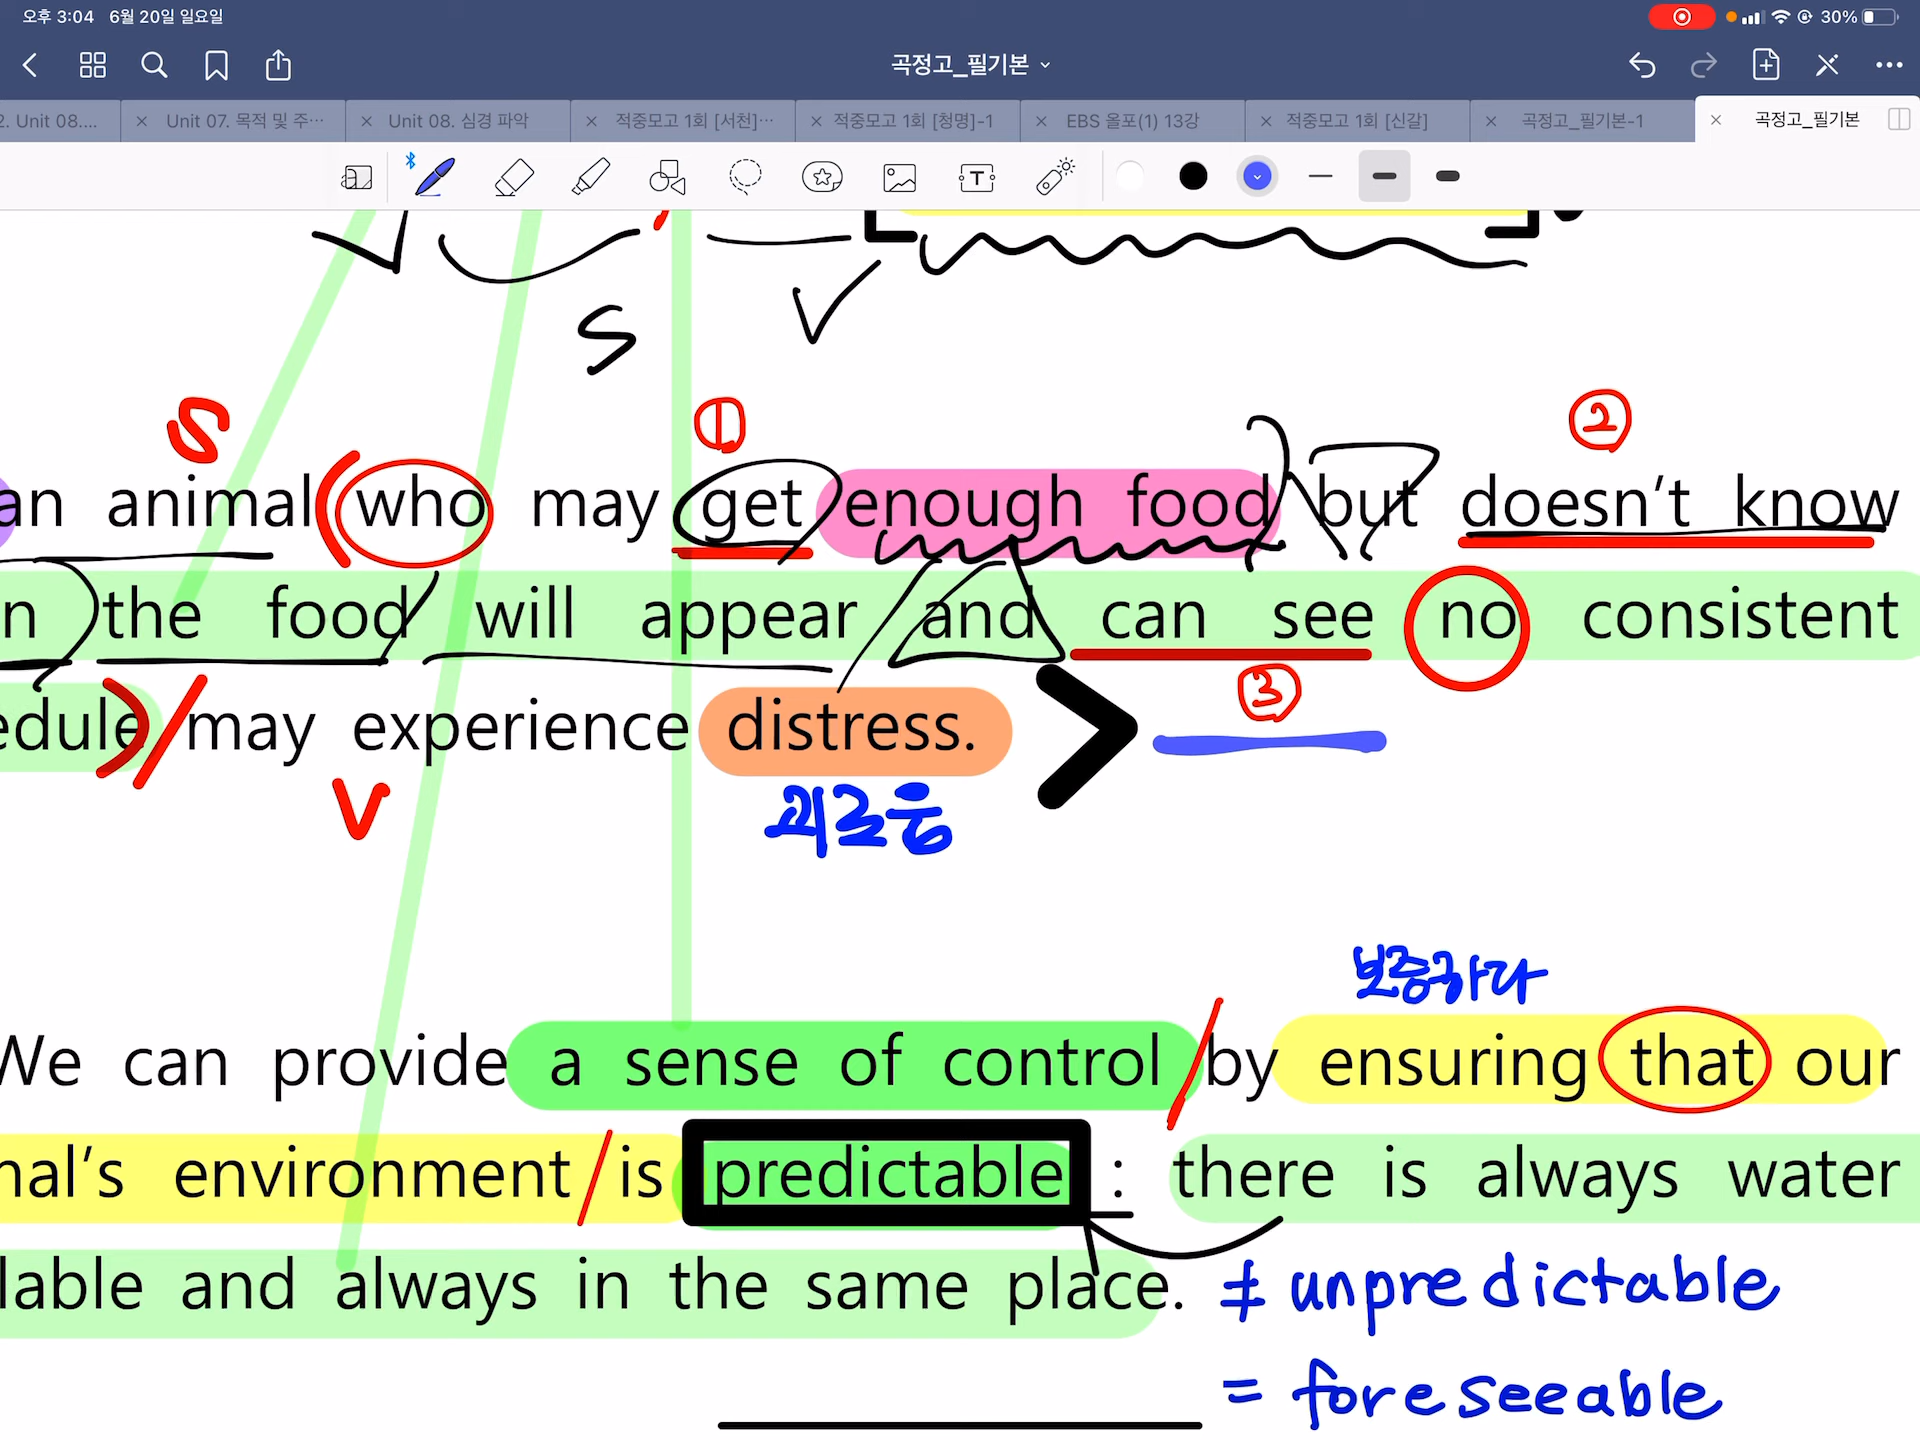 오후 3:04 6월 20일 일요일 30%
곡정고_필기본
2. Unit 08.... Unit 07. 목적 및 주… Unit 08. 심경 파악 적중모고 1회 [서천]… 적중모고 1회 [청명]-1 EBS 올포(1) 13강 적중모고 1회 [신갈] 곡정고_필기본-1 곡정고_필기본
S V
S ① ②
an animal (who may get enough food) but doesn't know
n) the food will appear and can see no consistent
③
edule) / may experience distress. >
V 괴로움
보증하다
We can provide a sense of control / by ensuring that our
nal's environment / is predictable : there is always water
lable and always in the same place. ≠ unpredictable
= foreseeable